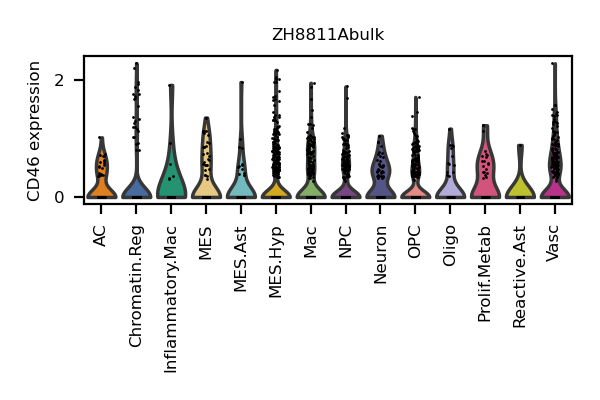 ZH8811Abulk
CD46 expression
2
0
AC
Chromatin.Reg
Inflammatory.Mac
MES
MES.Ast
MES.Hyp
Mac
NPC
Neuron
OPC
Oligo
Prolif.Metab
Reactive.Ast
Vasc